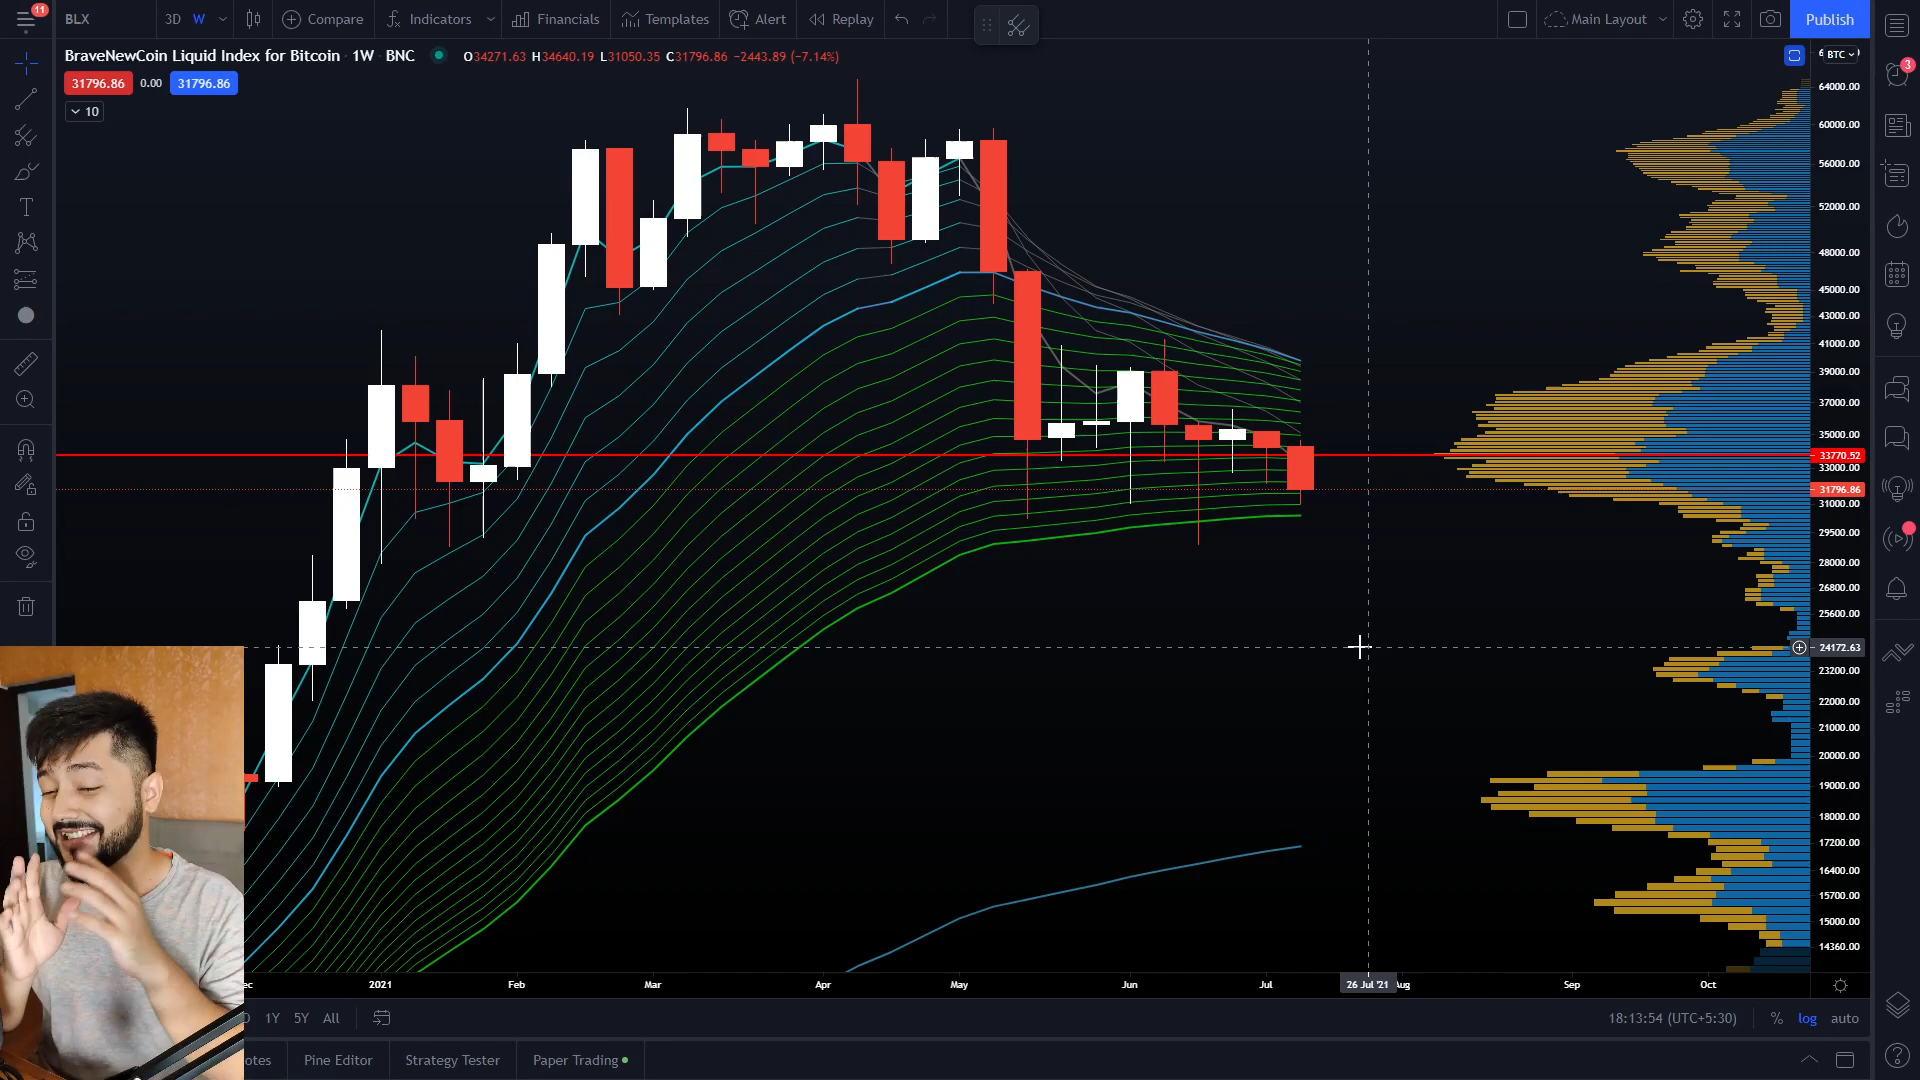 11
BLX
3D W
Compare
Indicators
Financials
Templates
Alert
Replay
Main Layout
Publish
BraveNewCoin Liquid Index for Bitcoin · 1W · BNC
O34271.63 H34640.19 L31050.35 C31796.86 −2443.89 (−7.14%)
31796.86 0.00 31796.86
10
BTC
3
64000.00
60000.00
56000.00
52000.00
48000.00
45000.00
43000.00
41000.00
39000.00
37000.00
35000.00
33770.52
33000.00
31796.86
31000.00
29500.00
28000.00
26800.00
25600.00
24172.63
23200.00
22000.00
21000.00
20000.00
19000.00
18000.00
17200.00
16400.00
15700.00
15000.00
14360.00
ec 2021 Feb Mar Apr May Jun Jul 26 Jul '21 Aug Sep Oct
1Y 5Y All
18:13:54 (UTC+5:30) % log auto
otes Pine Editor Strategy Tester Paper Trading